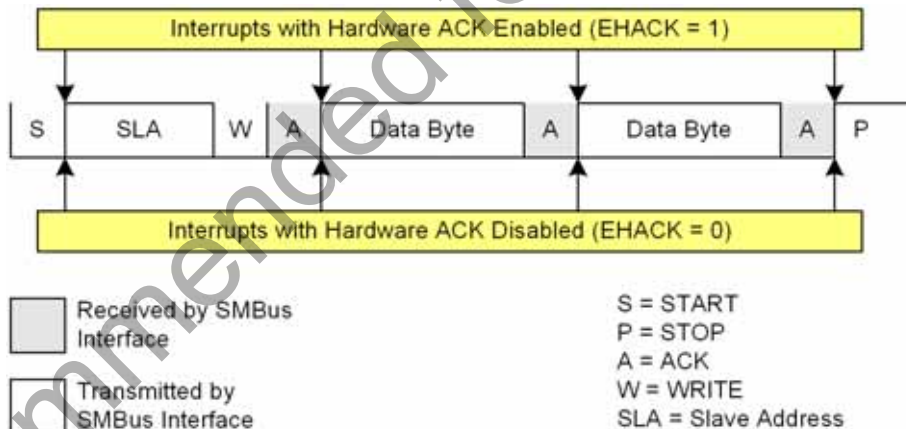 Interrupts with Hardware ACK Enabled (EHACK = 1)
S SLA W A Data Byte A Data Byte A P
Interrupts with Hardware ACK Disabled (EHACK = 0)
Received by SMBus
Interface
Transmitted by
SMBus Interface
S = START
P = STOP
A = ACK
W = WRITE
SLA = Slave Address